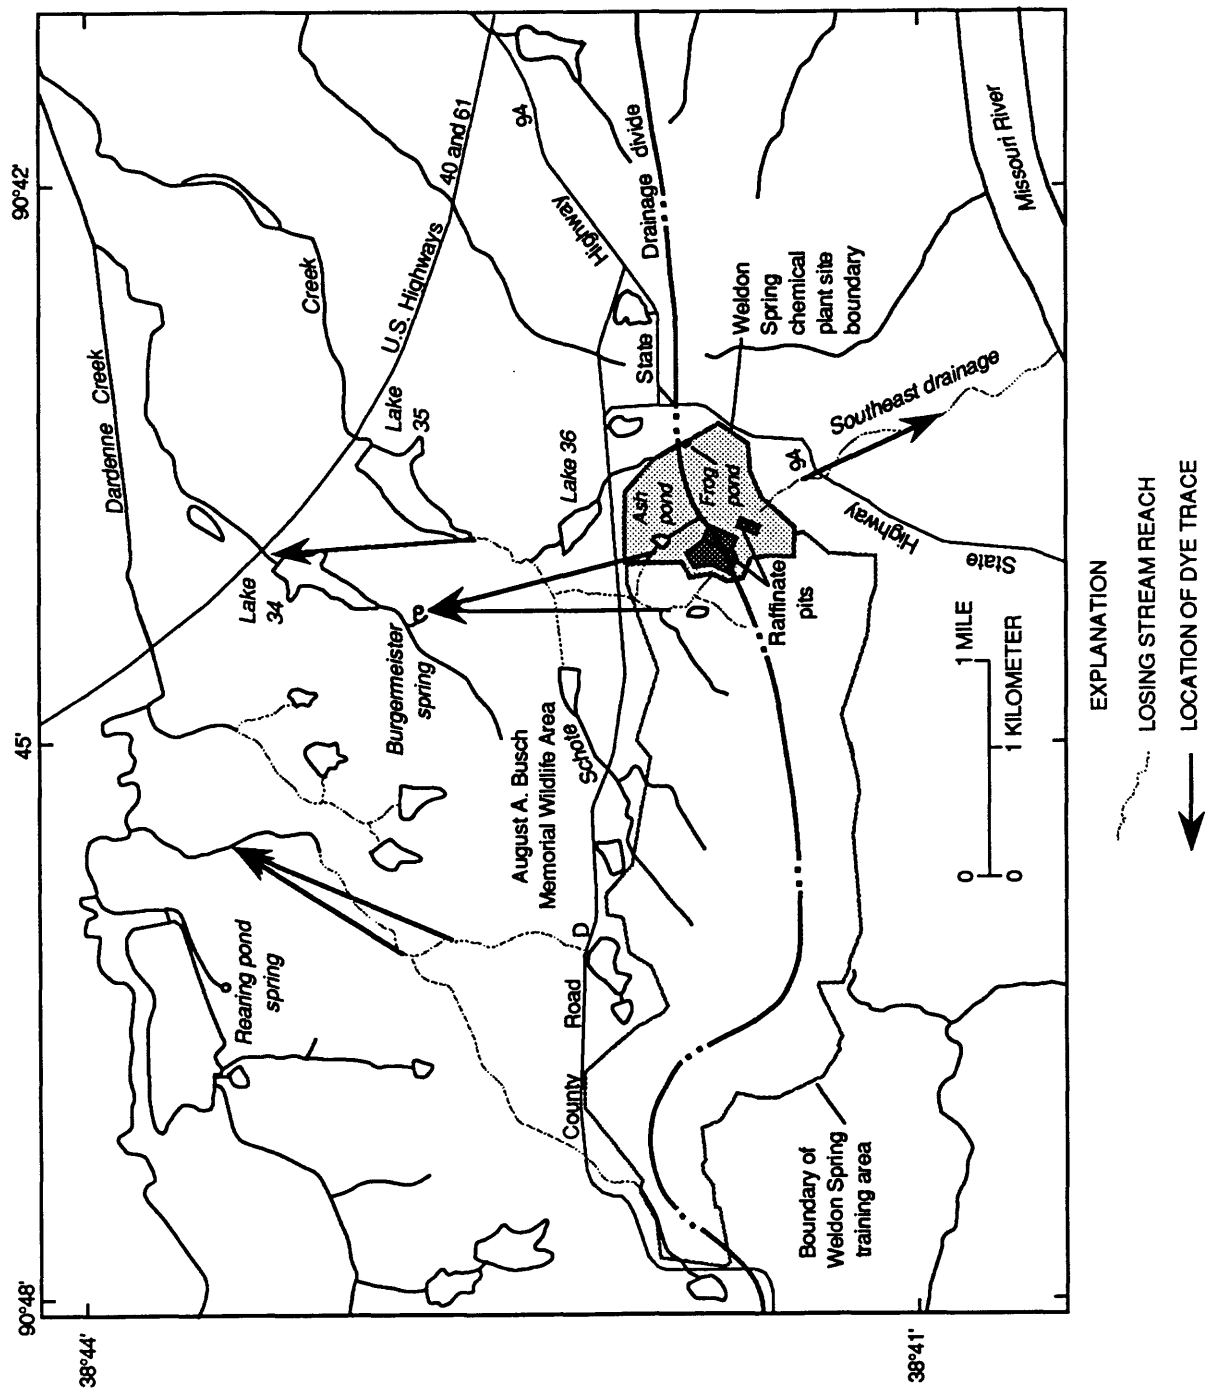 90°48'
45'
90°42'
38°44'
38°41'
Dardenne Creek
Creek
U.S. Highways
40 and 61
94
Highway
State
Drainage divide
Missouri River
Lake
35
Lake
34
Lake 36
Burgermeister
spring
Rearing pond
spring
August A. Busch
Memorial Wildlife Area
Schote
County Road D
Ash
pond
Frog
pond
Raffinate
pits
Weldon
Spring
chemical
plant site
boundary
Southeast drainage
94
Highway
State
Boundary of
Weldon Spring
training area
0 1 MILE
0 1 KILOMETER
EXPLANATION
LOSING STREAM REACH
LOCATION OF DYE TRACE